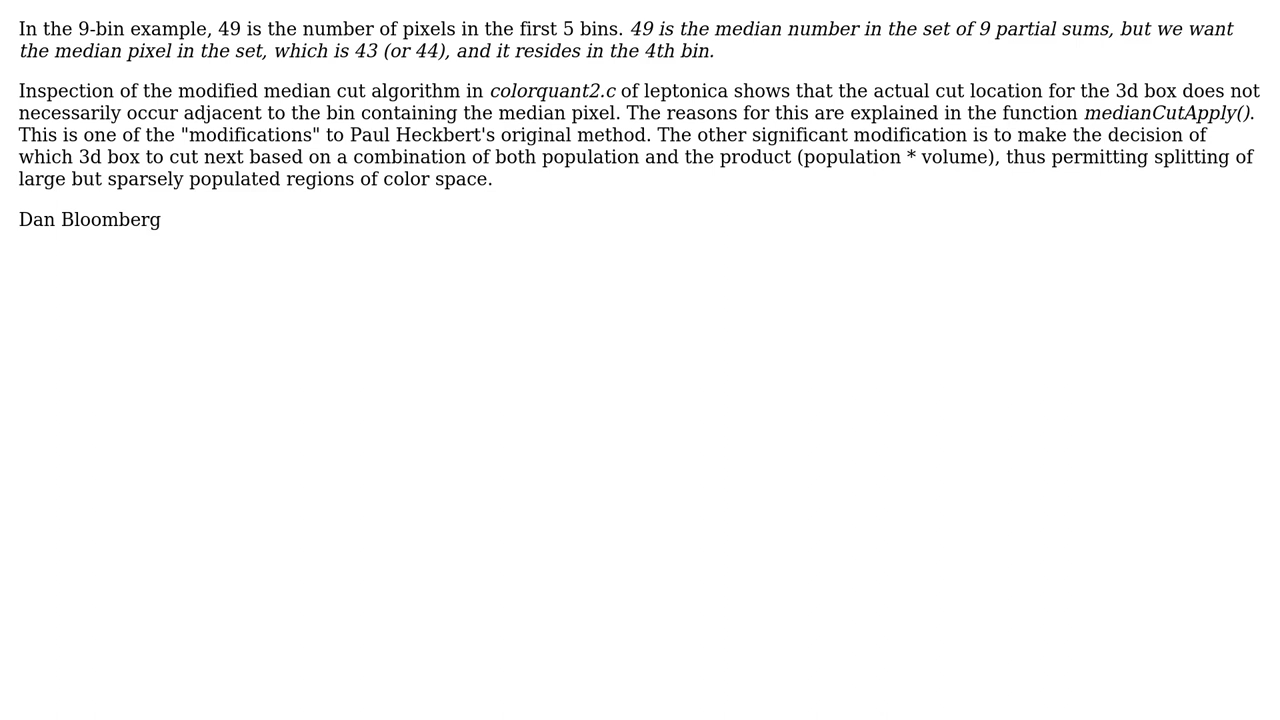 In the 9-bin example, 49 is the number of pixels in the first 5 bins. 49 is the median number in the set of 9 partial sums, but we want
the median pixel in the set, which is 43 (or 44), and it resides in the 4th bin.
Inspection of the modified median cut algorithm in colorquant2.c of leptonica shows that the actual cut location for the 3d box does not
necessarily occur adjacent to the bin containing the median pixel. The reasons for this are explained in the function medianCutApply().
This is one of the "modifications" to Paul Heckbert's original method. The other significant modification is to make the decision of
which 3d box to cut next based on a combination of both population and the product (population * volume), thus permitting splitting of
large but sparsely populated regions of color space.
Dan Bloomberg